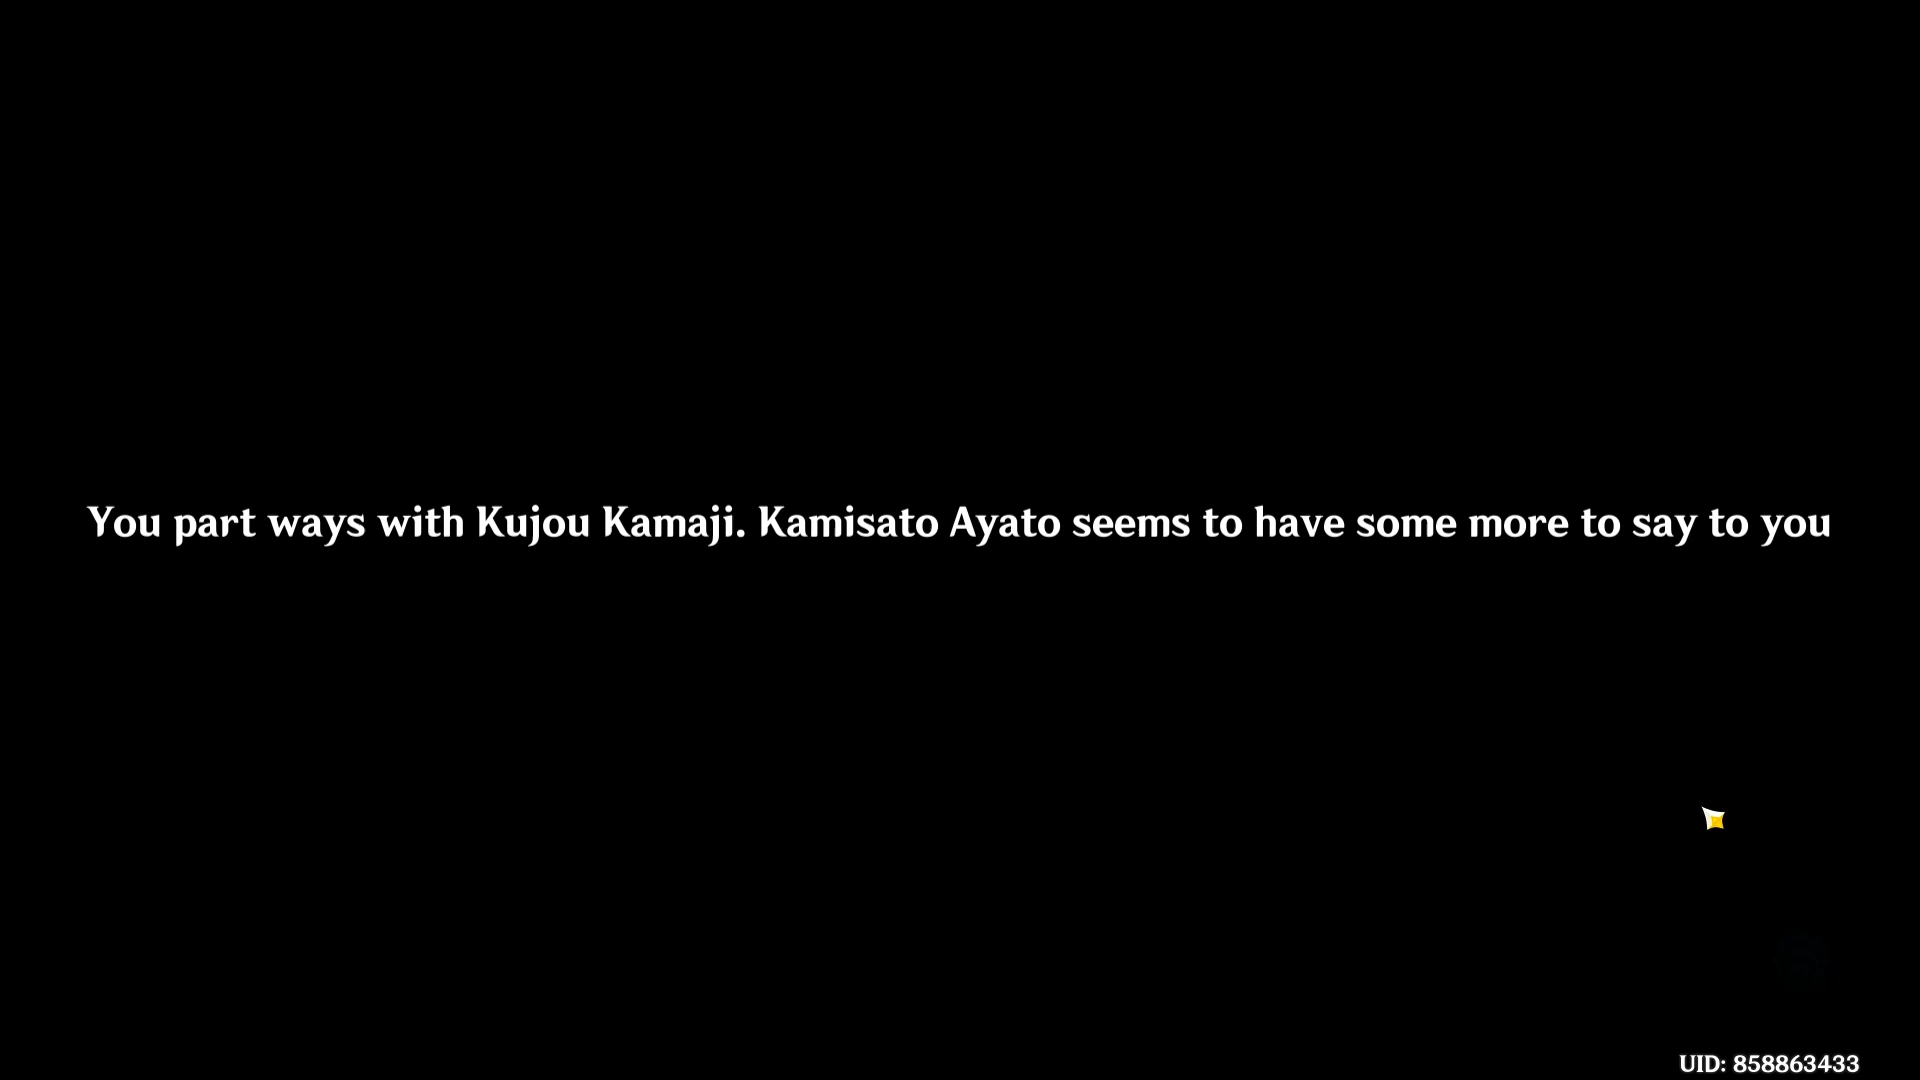 You part ways with Kujou Kamaji. Kamisato Ayato seems to have some more to say to you
UID: 858863433